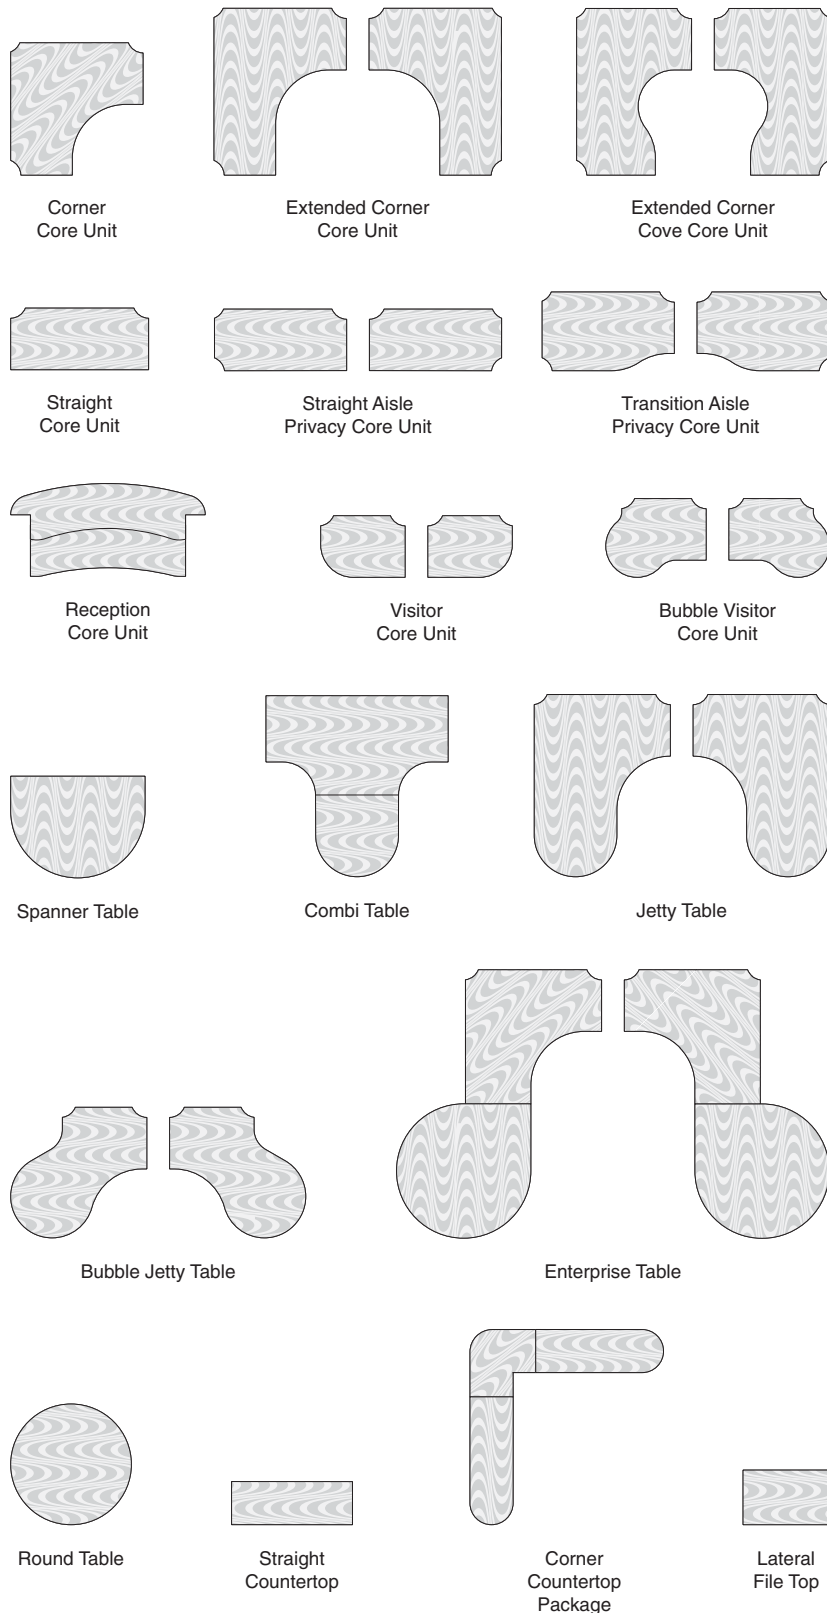 Corner
Core Unit
Extended Corner
Core Unit
Extended Corner
Cove Core Unit
Straight
Core Unit
Straight Aisle
Privacy Core Unit
Transition Aisle
Privacy Core Unit
Reception
Core Unit
Visitor
Core Unit
Bubble Visitor
Core Unit
Spanner Table
Combi Table
Jetty Table
Bubble Jetty Table
Enterprise Table
Round Table
Straight
Countertop
Corner
Countertop
Package
Lateral
File Top